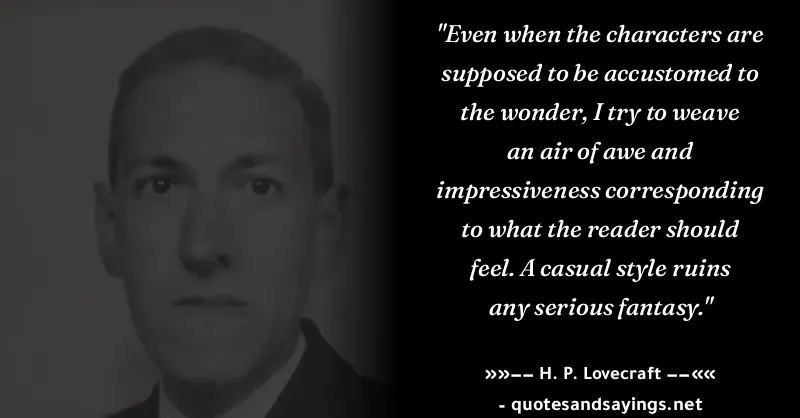 "Even when the characters are
supposed to be accustomed to
the wonder, I try to weave
an air of awe and
impressiveness corresponding
to what the reader should
feel. A casual style ruins
any serious fantasy."
»»–– H. P. Lovecraft ––««
- quotesandsayings.net